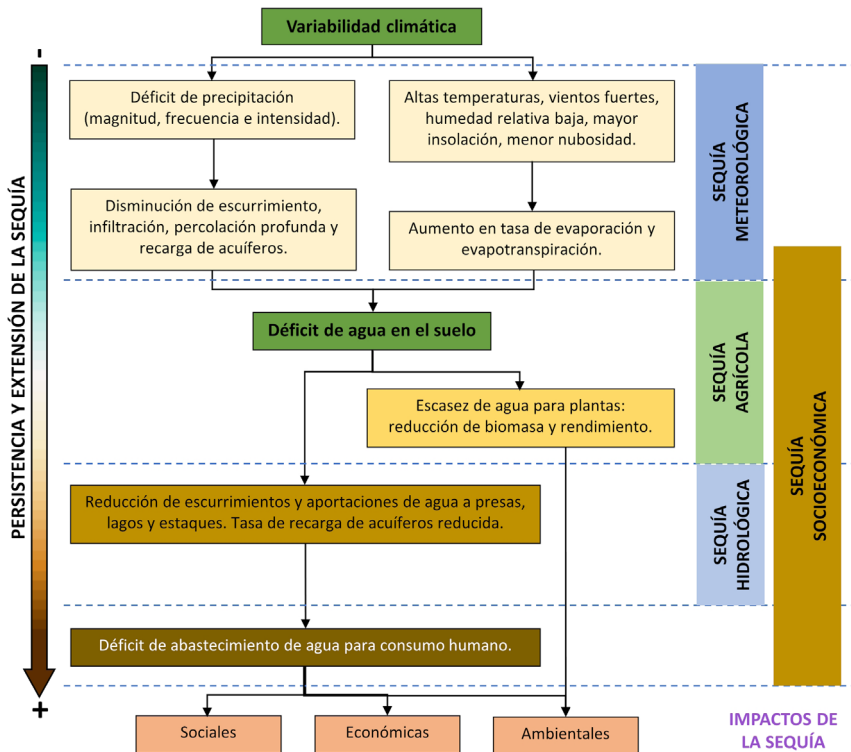 Variabilidad climática
-
Déficit de precipitación
(magnitud, frecuencia e intensidad).
Altas temperaturas, vientos fuertes,
humedad relativa baja, mayor
insolación, menor nubosidad.
Disminución de escurrimiento,
infiltración, percolación profunda y
recarga de acuíferos.
Aumento en tasa de evaporación y
evapotranspiración.
SEQUÍA
METEOROLÓGICA
PERSISTENCIA Y EXTENSIÓN DE LA SEQUÍA
Déficit de agua en el suelo
Escasez de agua para plantas:
reducción de biomasa y rendimiento.
SEQUÍA
AGRÍCOLA
SEQUÍA
SOCIOECONÓMICA
Reducción de escurrimientos y aportaciones de agua a presas,
lagos y estaques. Tasa de recarga de acuíferos reducida.
SEQUÍA
HIDROLÓGICA
Déficit de abastecimiento de agua para consumo humano.
+
Sociales
Económicas
Ambientales
IMPACTOS DE
LA SEQUÍA